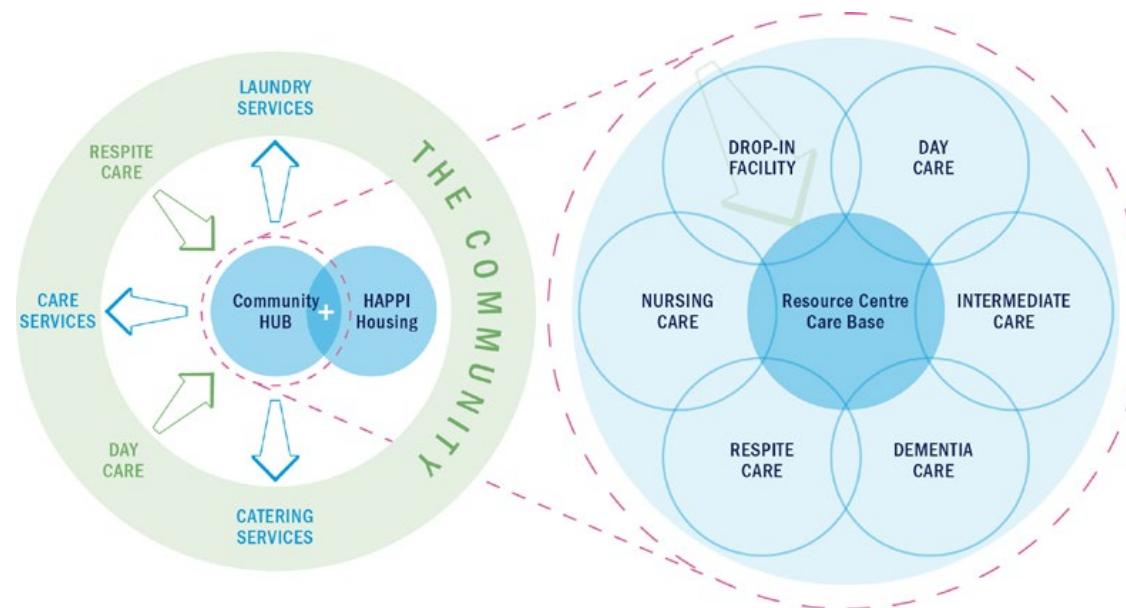 LAUNDRY
SERVICES
RESPITE
CARE
THE COMMUNITY
CARE
SERVICES
Community
HUB
+
HAPPI
Housing
DAY
CARE
CATERING
SERVICES
DROP-IN
FACILITY
DAY
CARE
NURSING
CARE
Resource Centre
Care Base
INTERMEDIATE
CARE
RESPITE
CARE
DEMENTIA
CARE